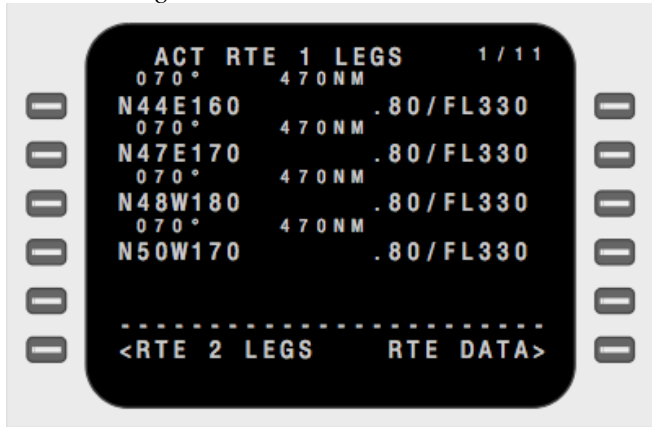 ACT RTE 1 LEGS 1/11
070° 470NM
N44E160 .80/FL330
070° 470NM
N47E170 .80/FL330
070° 470NM
N48W180 .80/FL330
070° 470NM
N50W170 .80/FL330
------------------------
<RTE 2 LEGS RTE DATA>